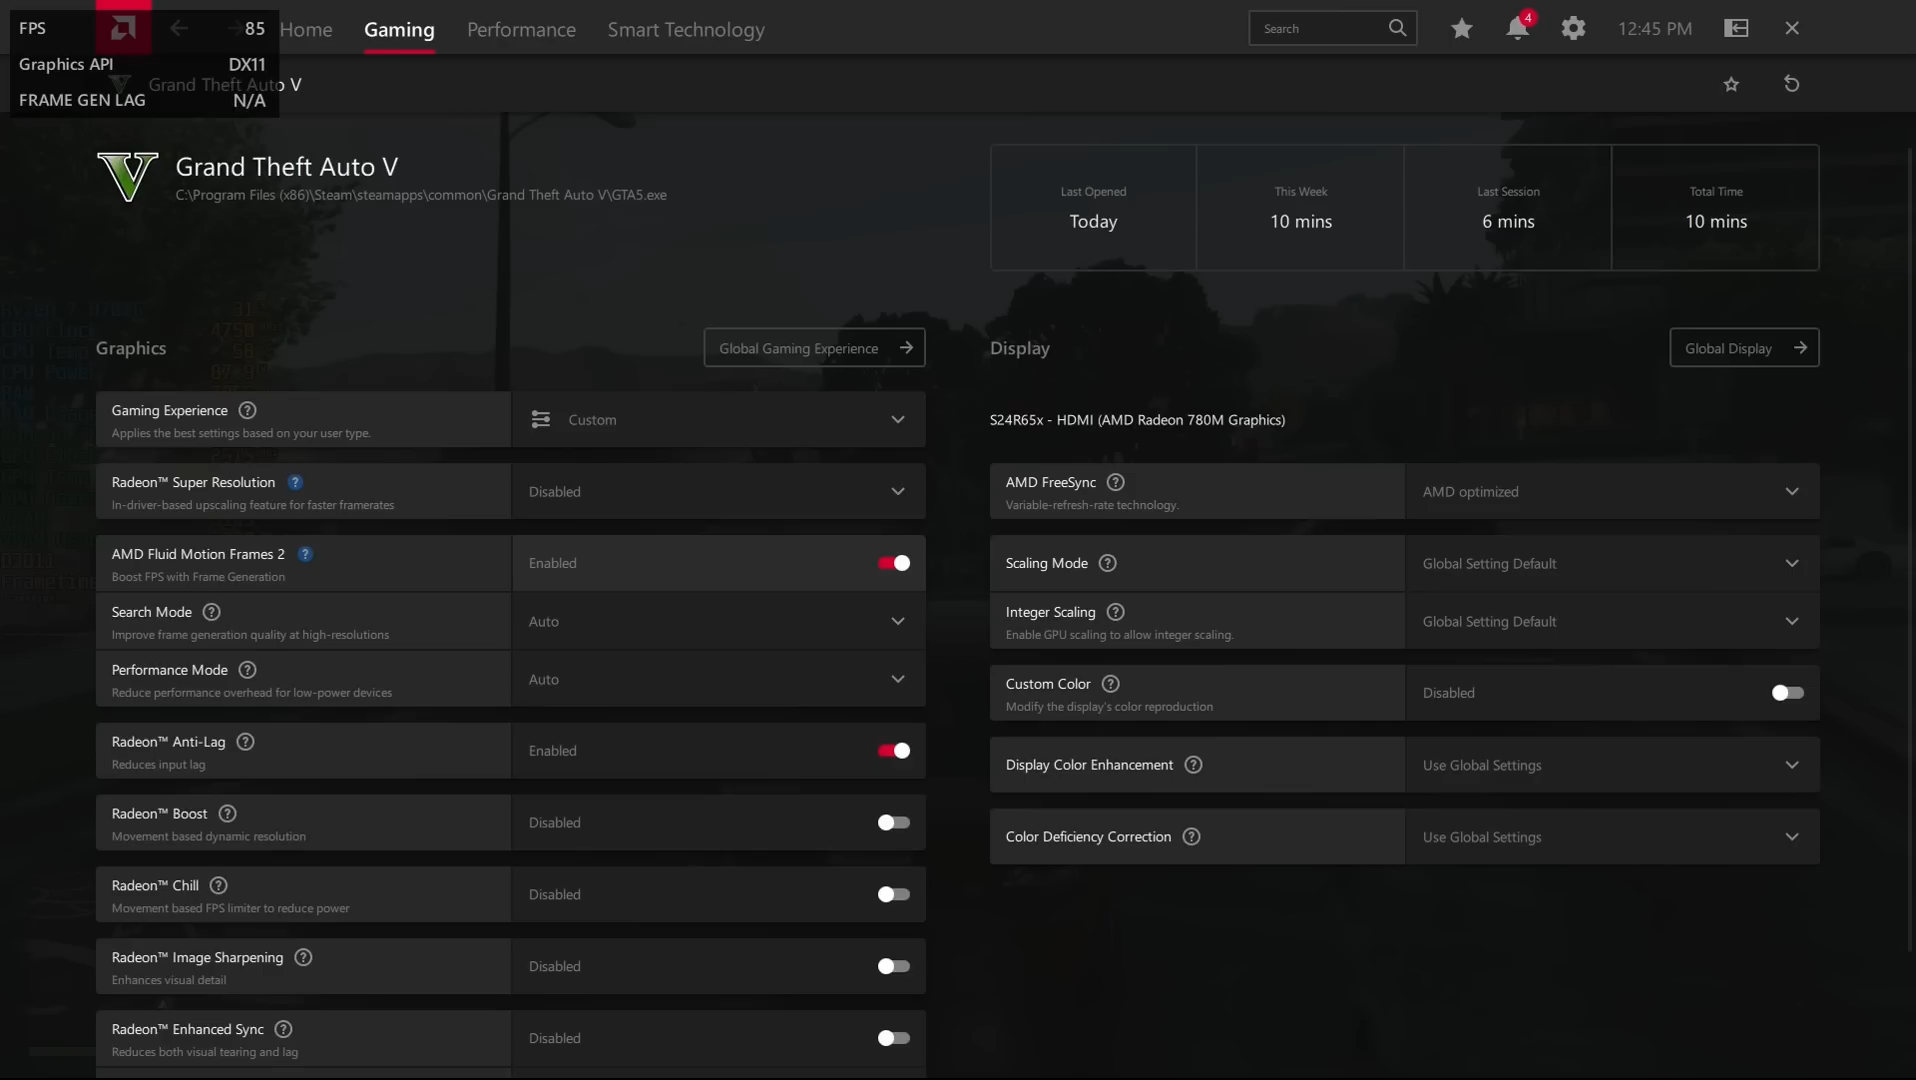 FPS 85
Home
Gaming
Performance
Smart Technology
Search
4
12:45 PM
Graphics API DX11
Grand Theft Auto V
FRAME GEN LAG N/A
Grand Theft Auto V
C:\Program Files (x86)\Steam\steamapps\common\Grand Theft Auto V\GTA5.exe
Last Opened
Today
This Week
10 mins
Last Session
6 mins
Total Time
10 mins
Graphics
Global Gaming Experience
Gaming Experience
Applies the best settings based on your user type.
Custom
Radeon™ Super Resolution
In-driver-based upscaling feature for faster framerates
Disabled
AMD Fluid Motion Frames 2
Boost FPS with Frame Generation
Enabled
Search Mode
Improve frame generation quality at high-resolutions
Auto
Performance Mode
Reduce performance overhead for low-power devices
Auto
Radeon™ Anti-Lag
Reduces input lag
Enabled
Radeon™ Boost
Movement based dynamic resolution
Disabled
Radeon™ Chill
Movement based FPS limiter to reduce power
Disabled
Radeon™ Image Sharpening
Enhances visual detail
Disabled
Radeon™ Enhanced Sync
Reduces both visual tearing and lag
Disabled
Display
Global Display
S24R65x - HDMI (AMD Radeon 780M Graphics)
AMD FreeSync
Variable-refresh-rate technology.
AMD optimized
Scaling Mode
Global Setting Default
Integer Scaling
Enable GPU scaling to allow integer scaling.
Global Setting Default
Custom Color
Modify the display's color reproduction
Disabled
Display Color Enhancement
Use Global Settings
Color Deficiency Correction
Use Global Settings